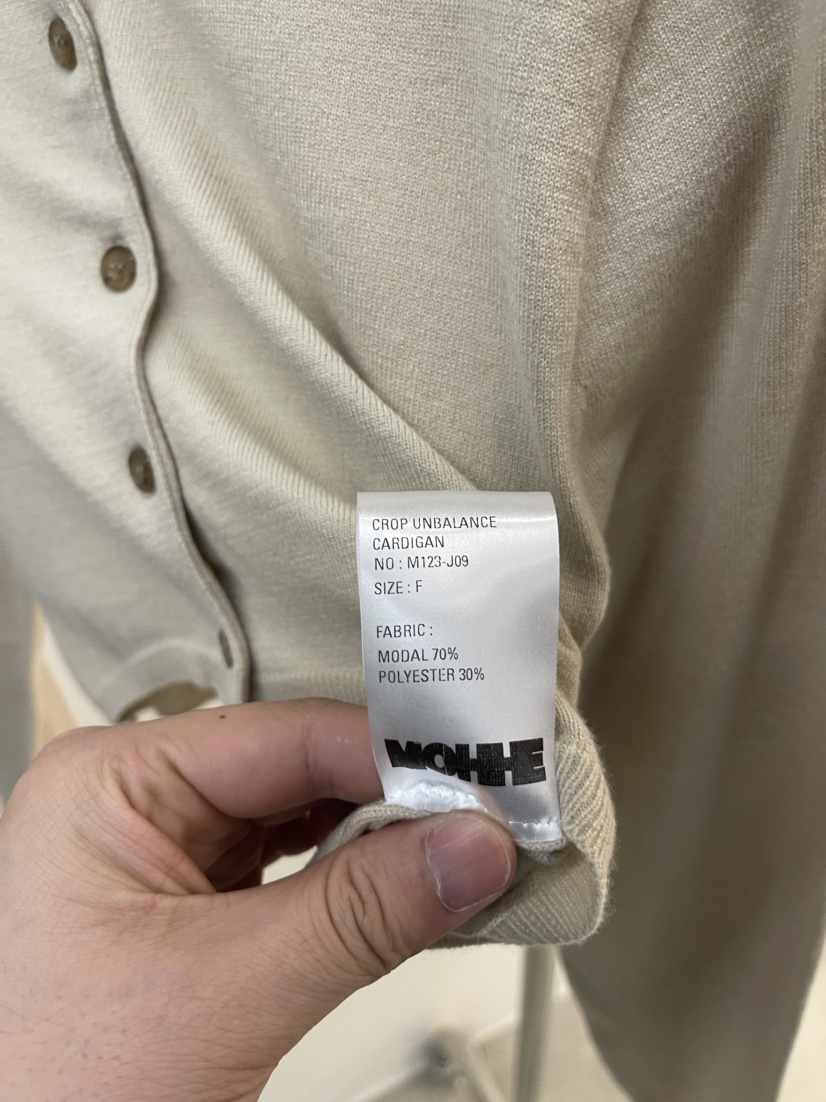 CROP UNBALANCE
CARDIGAN
NO : M123-J09
SIZE : F
FABRIC :
MODAL 70%
POLYESTER 30%
MOHHE